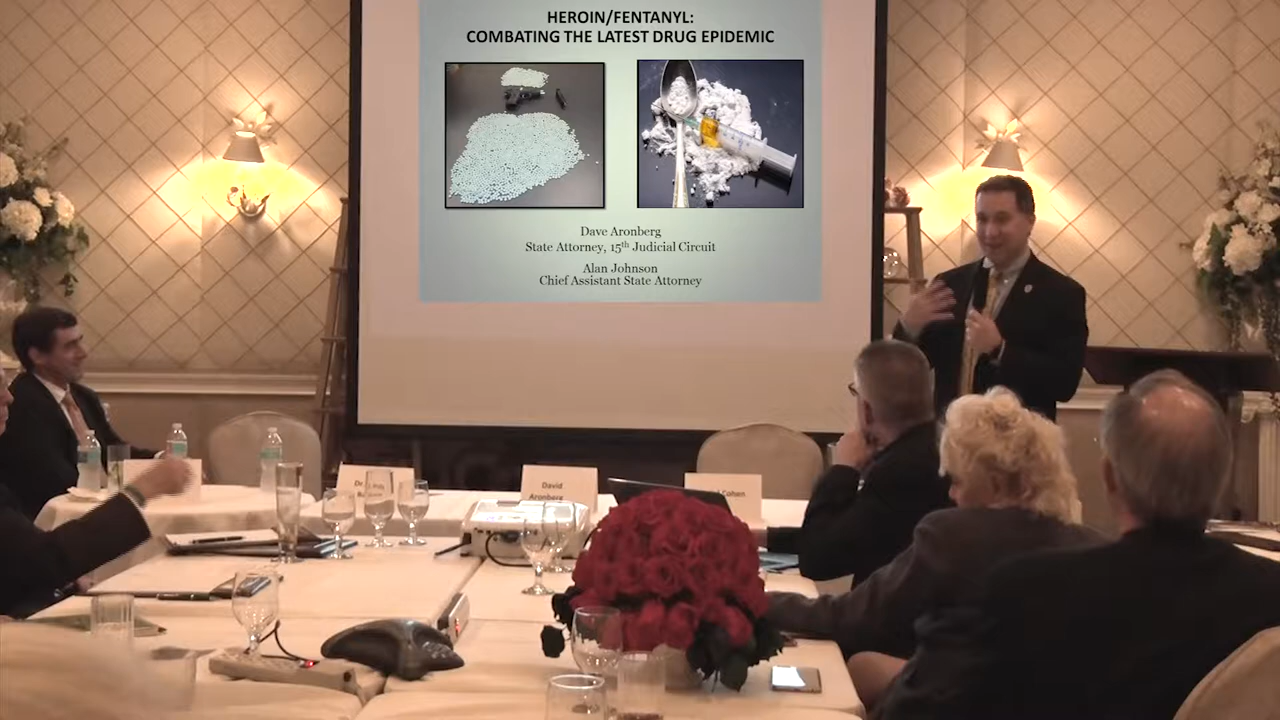 HEROIN/FENTANYL:
COMBATING THE LATEST DRUG EPIDEMIC
Dave Aronberg
State Attorney, 15th Judicial Circuit
Alan Johnson
Chief Assistant State Attorney
Dr.
David
Aronberg
Cohen